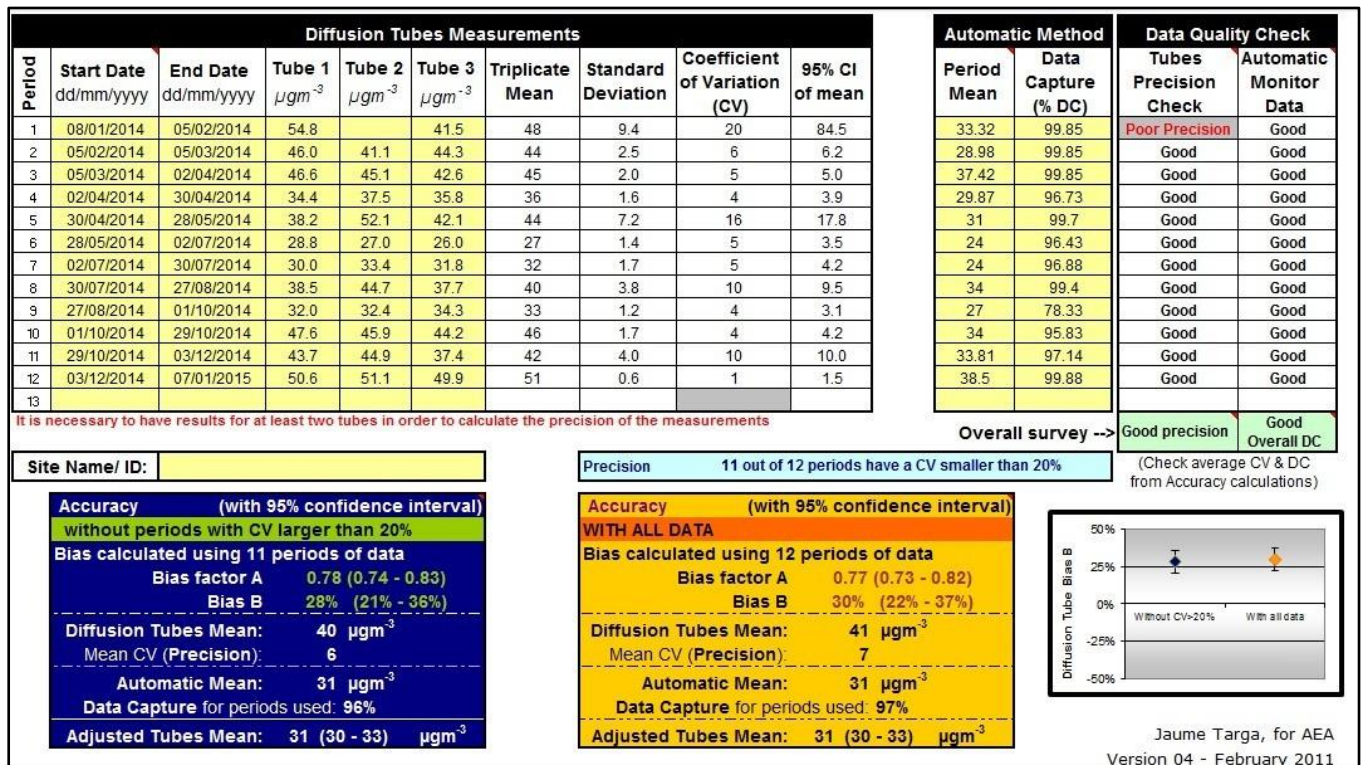 Diffusion Tubes Measurements
Period Start Date dd/mm/yyyy End Date dd/mm/yyyy Tube 1 µgm-3 Tube 2 µgm-3 Tube 3 µgm-3 Triplicate Mean Standard Deviation Coefficient of Variation (CV) 95% CI of mean
Automatic Method
Period Mean Data Capture (% DC)
Data Quality Check
Tubes Precision Check Automatic Monitor Data
1 08/01/2014 05/02/2014 54.8 41.5 48 9.4 20 84.5 33.32 99.85 Poor Precision Good
2 05/02/2014 05/03/2014 46.0 41.1 44.3 44 2.5 6 6.2 28.98 99.85 Good Good
3 05/03/2014 02/04/2014 46.6 45.1 42.6 45 2.0 5 5.0 37.42 99.85 Good Good
4 02/04/2014 30/04/2014 34.4 37.5 35.8 36 1.6 4 3.9 29.87 96.73 Good Good
5 30/04/2014 28/05/2014 38.2 52.1 42.1 44 7.2 16 17.8 31 99.7 Good Good
6 28/05/2014 02/07/2014 28.8 27.0 26.0 27 1.4 5 3.5 24 96.43 Good Good
7 02/07/2014 30/07/2014 30.0 33.4 31.8 32 1.7 5 4.2 24 96.88 Good Good
8 30/07/2014 27/08/2014 38.5 44.7 37.7 40 3.8 10 9.5 34 99.4 Good Good
9 27/08/2014 01/10/2014 32.0 32.4 34.3 33 1.2 4 3.1 27 78.33 Good Good
10 01/10/2014 29/10/2014 47.6 45.9 44.2 46 1.7 4 4.2 34 95.83 Good Good
11 29/10/2014 03/12/2014 43.7 44.9 37.4 42 4.0 10 10.0 33.81 97.14 Good Good
12 03/12/2014 07/01/2015 50.6 51.1 49.9 51 0.6 1 1.5 38.5 99.88 Good Good
13
It is necessary to have results for at least two tubes in order to calculate the precision of the measurements
Overall survey --> Good precision Good Overall DC
Site Name/ ID:
Precision 11 out of 12 periods have a CV smaller than 20%
(Check average CV & DC
from Accuracy calculations)
Accuracy (with 95% confidence interval)
without periods with CV larger than 20%
Bias calculated using 11 periods of data
Bias factor A 0.78 (0.74 - 0.83)
Bias B 28% (21% - 36%)
Diffusion Tubes Mean: 40 µgm-3
Mean CV (Precision): 6
Automatic Mean: 31 µgm-3
Data Capture for periods used: 96%
Adjusted Tubes Mean: 31 (30 - 33) µgm-3
Accuracy (with 95% confidence interval)
WITH ALL DATA
Bias calculated using 12 periods of data
Bias factor A 0.77 (0.73 - 0.82)
Bias B 30% (22% - 37%)
Diffusion Tubes Mean: 41 µgm-3
Mean CV (Precision): 7
Automatic Mean: 31 µgm-3
Data Capture for periods used: 97%
Adjusted Tubes Mean: 31 (30 - 33) µgm-3
Diffusion Tube Bias B
50%
25%
0%
-25%
-50%
Without CV>20% With all data
Jaume Targa, for AEA
Version 04 - February 2011